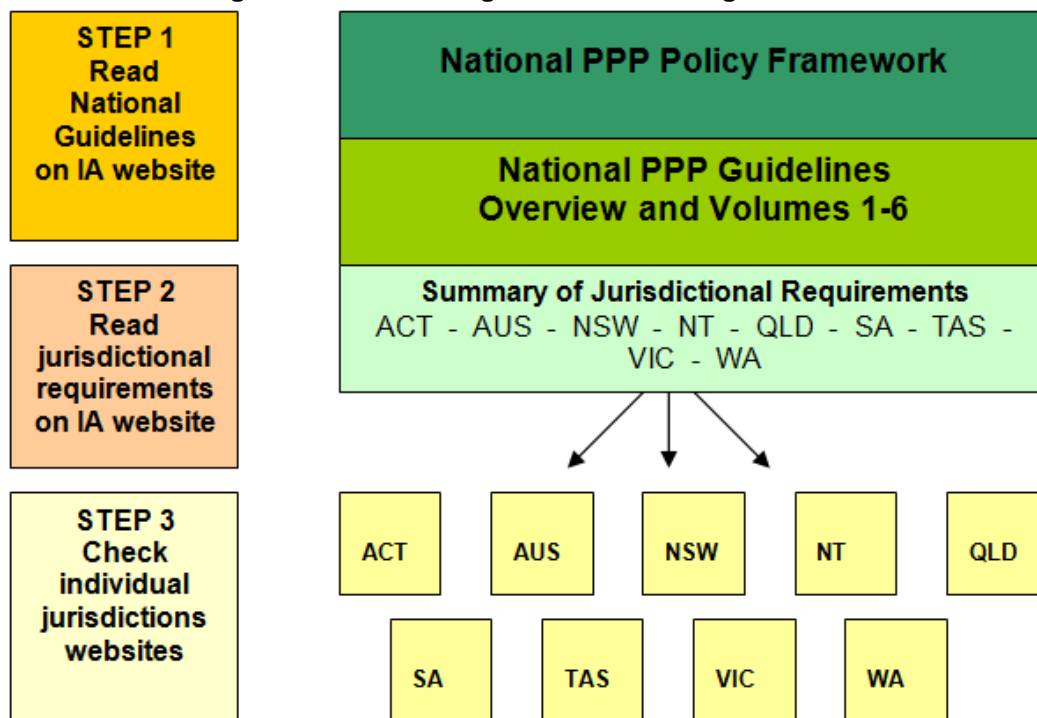 STEP 1
Read
National
Guidelines
on IA website
National PPP Policy Framework
National PPP Guidelines
Overview and Volumes 1-6
STEP 2
Read
jurisdictional
requirements
on IA website
Summary of Jurisdictional Requirements
ACT - AUS - NSW - NT - QLD - SA - TAS -
VIC - WA
STEP 3
Check
individual
jurisdictions
websites
ACT
AUS
NSW
NT
QLD
SA
TAS
VIC
WA